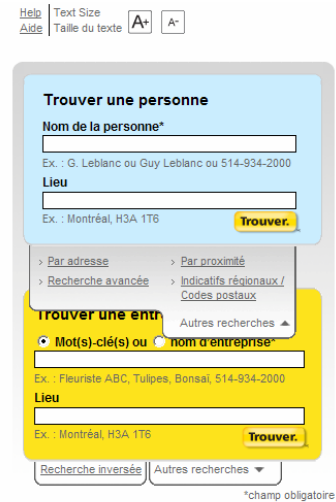 Help | Text Size
Aide | Taille du texte A+ A-
Trouver une personne
Nom de la personne*
Ex. : G. Leblanc ou Guy Leblanc ou 514-934-2000
Lieu
Ex. : Montréal, H3A 1T6 Trouver.
› Par adresse › Par proximité
› Recherche avancée › Indicatifs régionaux /
Codes postaux
Autres recherches ▲
Trouver une entr
Mot(s)-clé(s) ou nom d'entreprise*
Ex. : Fleuriste ABC, Tulipes, Bonsaï, 514-934-2000
Lieu
Ex. : Montréal, H3A 1T6 Trouver.
Recherche inversée Autres recherches ▼
*champ obligatoire